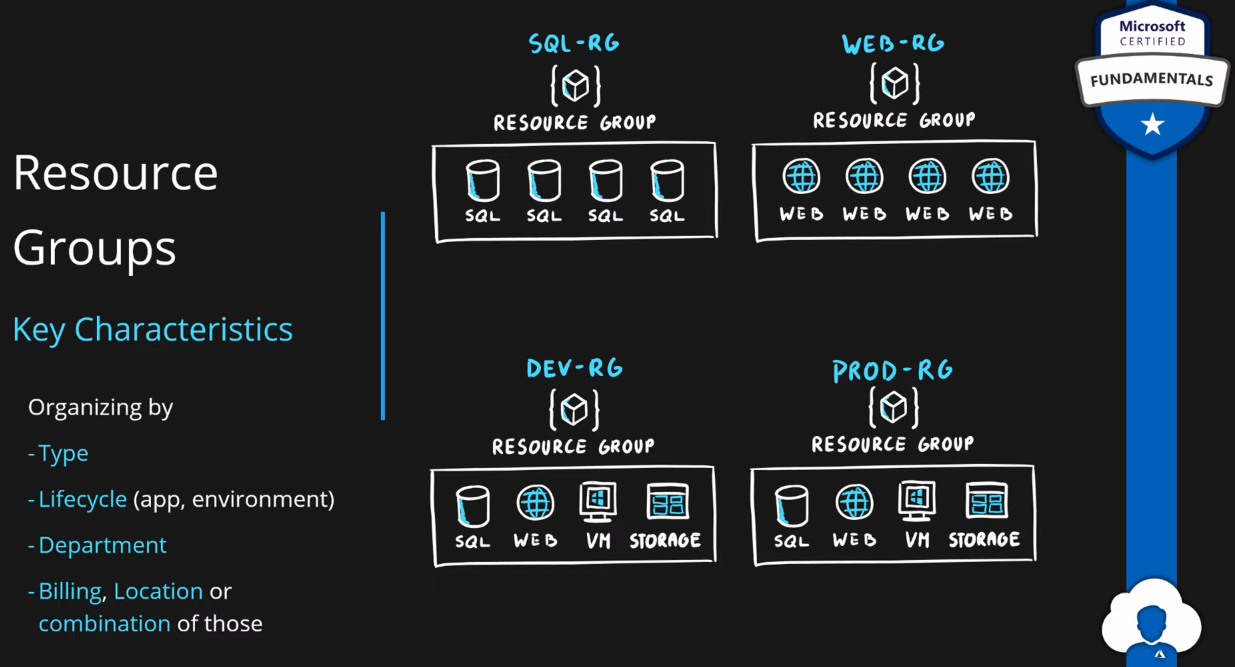 Resource
Groups
Key Characteristics
Organizing by
- Type
- Lifecycle (app, environment)
- Department
- Billing, Location or
combination of those
SQL-RG
RESOURCE GROUP
SQL SQL SQL SQL
WEB-RG
RESOURCE GROUP
WEB WEB WEB WEB
DEV-RG
RESOURCE GROUP
SQL WEB VM STORAGE
PROD-RG
RESOURCE GROUP
SQL WEB VM STORAGE
Microsoft
CERTIFIED
FUNDAMENTALS